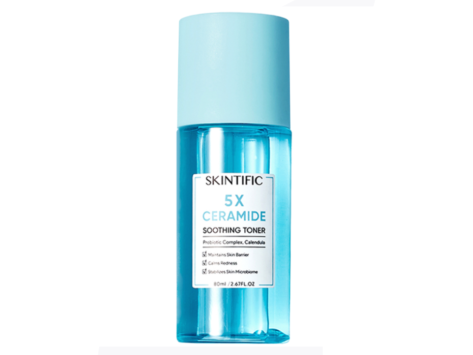 SKINTIFIC
5X
CERAMIDE
SOOTHING TONER
Probiotic Complex, Calendula
Skin Barrier
Calms Redness
Stabilizes Skin Microbiome
80ml / 2.67FL.OZ